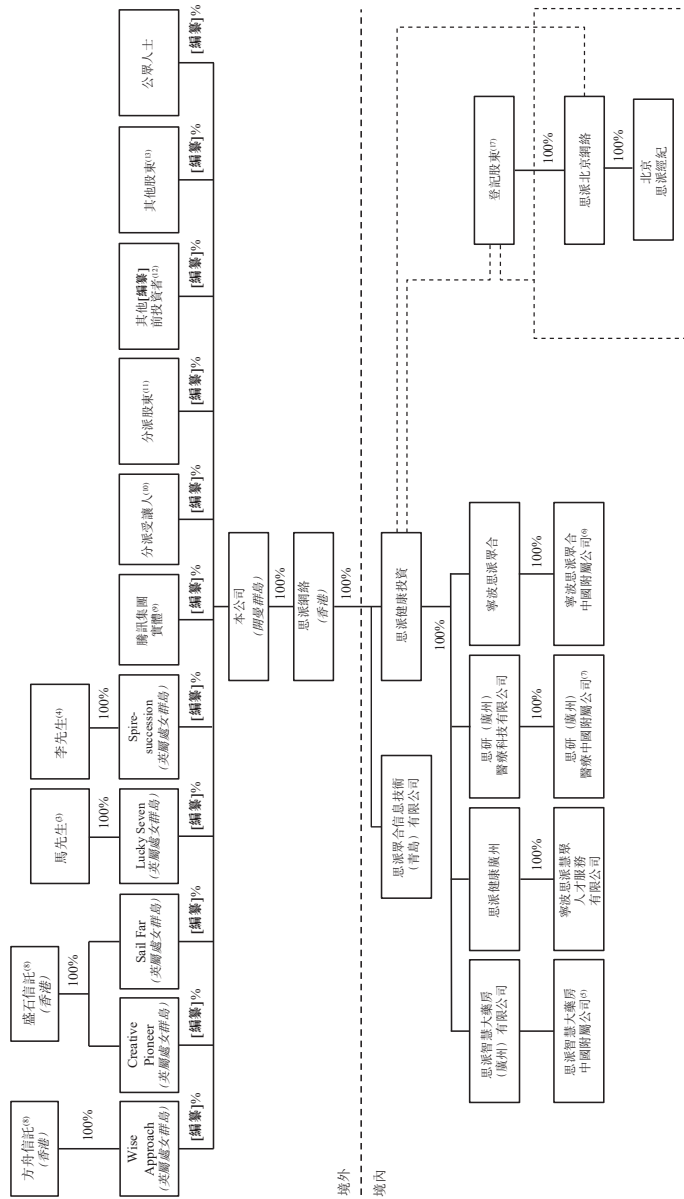 方舟信託(8)
(香港)
盛石信託(8)
(香港)
馬先生(3)
李先生(4)
100%
100%
100%
100%
Wise
Approach
(英屬處女群島)
Creative
Pioneer
(英屬處女群島)
Sail Far
(英屬處女群島)
Lucky Seven
(英屬處女群島)
Spire-
succession
(英屬處女群島)
騰訊集團
實體(9)
分派受讓人(10)
分派股東(11)
其他[編纂]
前投資者(12)
其他股東(13)
公眾人士
[編纂]%
[編纂]%
[編纂]%
[編纂]%
[編纂]%
[編纂]%
[編纂]%
[編纂]%
[編纂]%
[編纂]%
[編纂]%
本公司
(開曼群島)
100%
思派網絡
(香港)
100%
境外
境內
思派聚合信息技術
(青島)有限公司
思派健康投資
100%
登記股東(17)
100%
思派北京網絡
100%
北京
思派經紀
思派智慧大藥房
(廣州)有限公司
思派健康廣州
思研(廣州)
醫療科技有限公司
寧波思派眾合
100%
100%
100%
思派智慧大藥房
中國附屬公司(5)
寧波思派慧聚
人才服務
有限公司
思研(廣州)
醫療中國附屬公司(7)
寧波思派眾合
中國附屬公司(6)